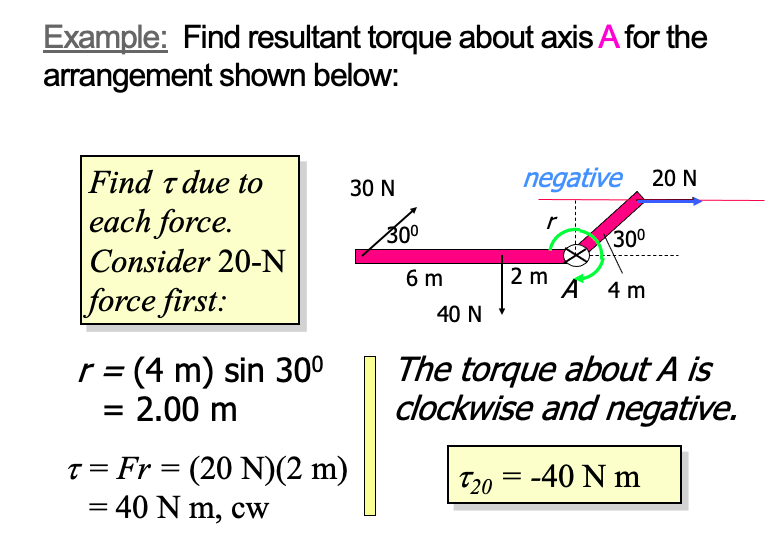 Example: Find resultant torque about axis A for the
arrangement shown below:
Find τ due to
each force.
Consider 20-N
force first:
30 N
negative
20 N
r
30⁰
30⁰
6 m
2 m
A
4 m
40 N
r = (4 m) sin 30⁰
= 2.00 m
τ = Fr = (20 N)(2 m)
= 40 N m, cw
The torque about A is
clockwise and negative.
τ₂₀ = -40 N m